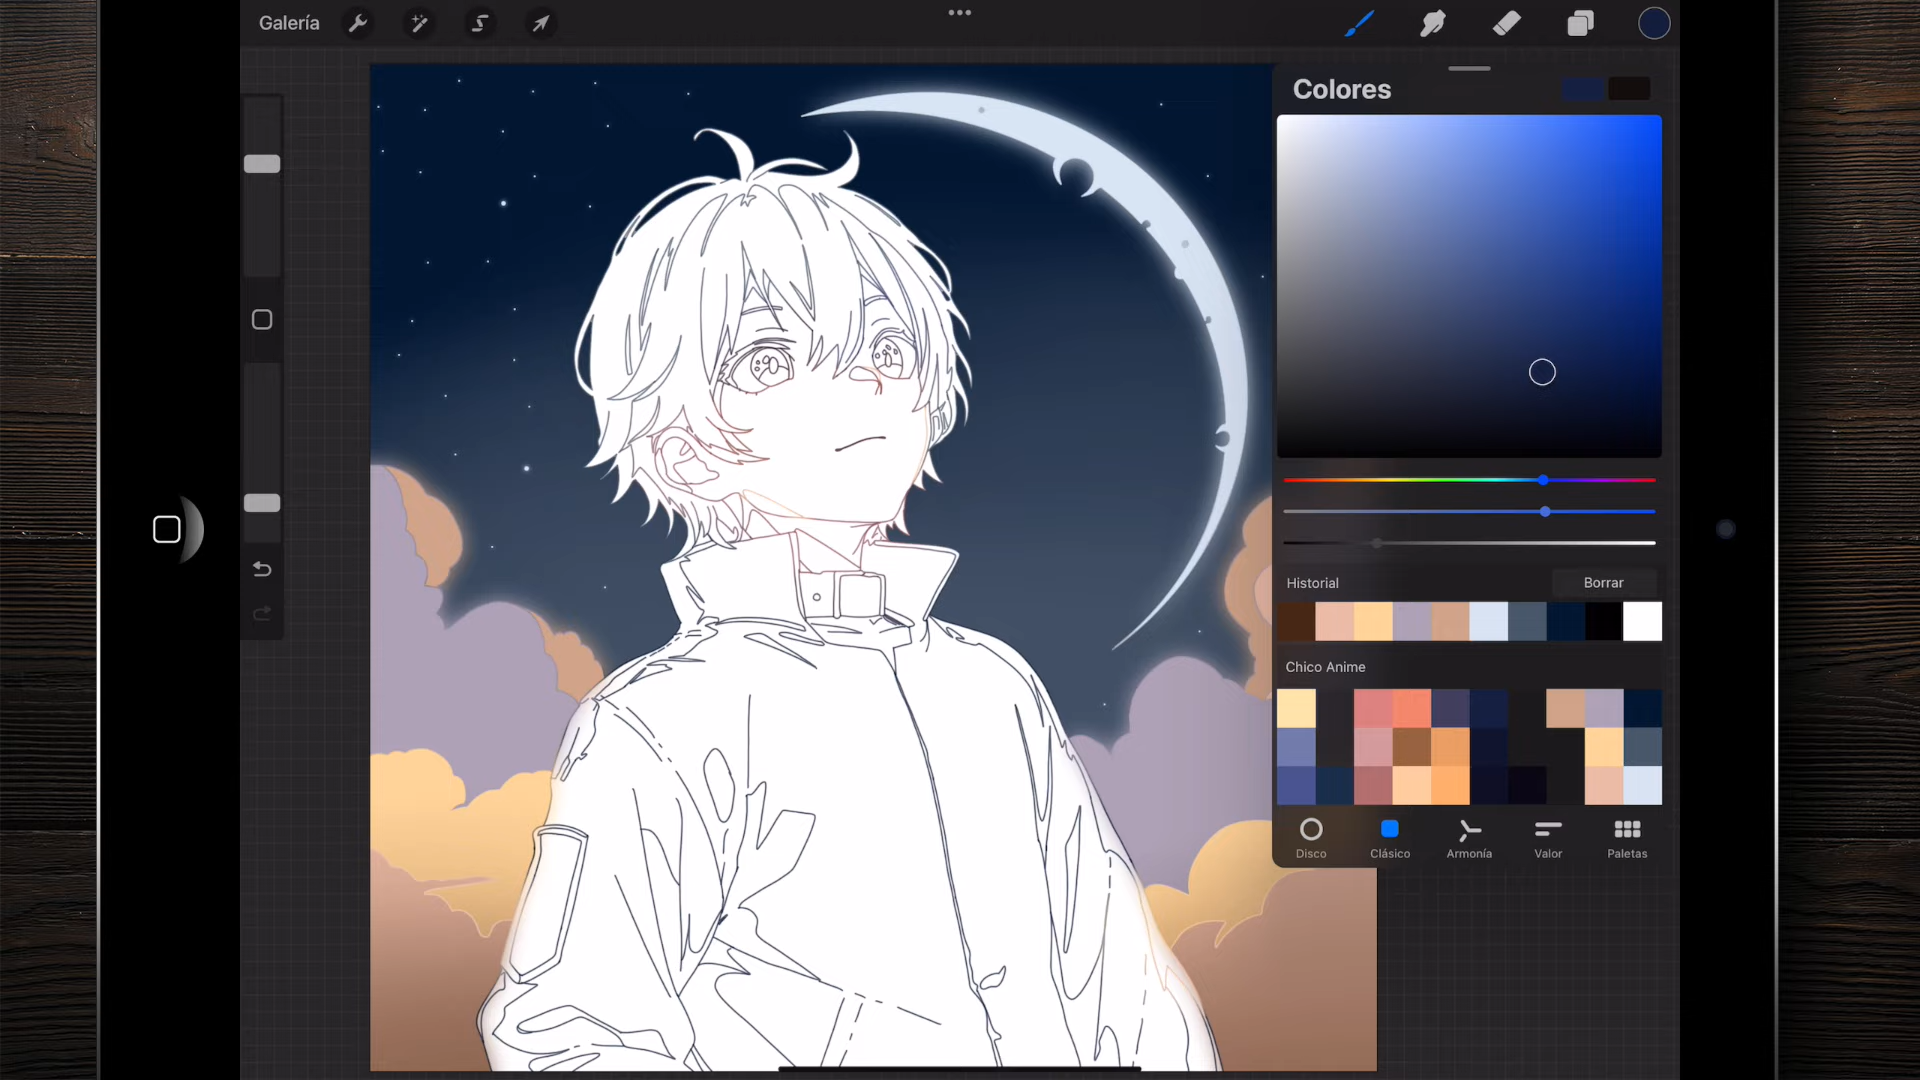 Galería
Colores
Historial
Borrar
Chico Anime
Disco
Clásico
Armonía
Valor
Paletas